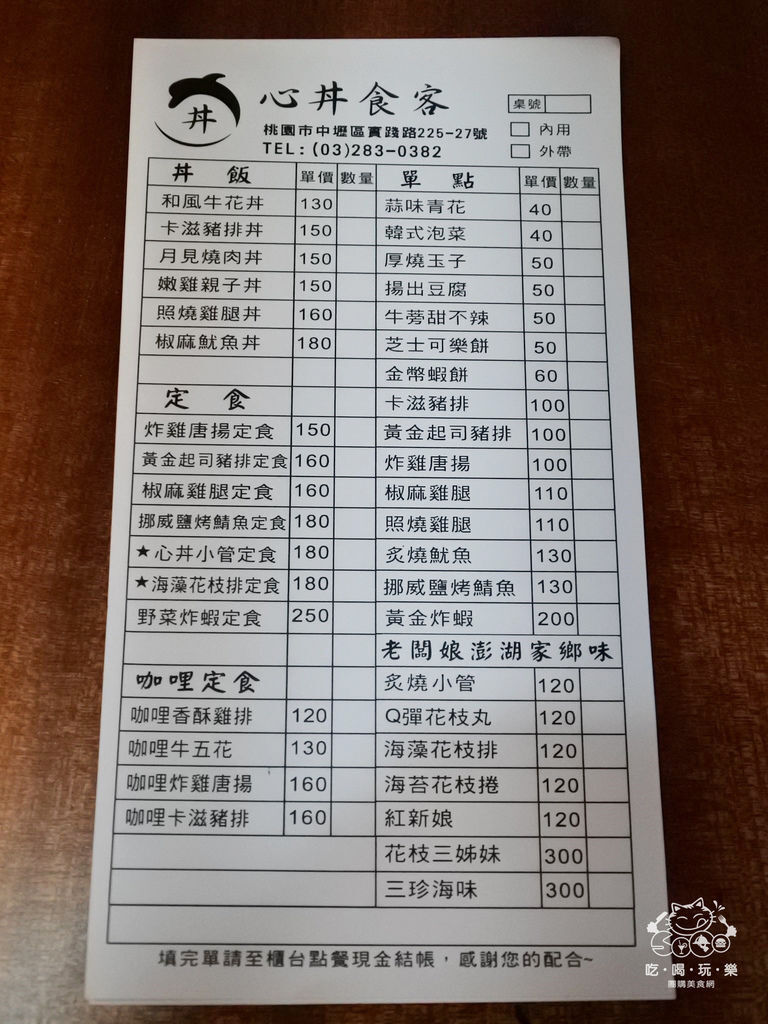 丼
心丼食客
桃園市中壢區實踐路225-27號
TEL:(03)283-0382
桌號
內用
外帶
丼 飯 單價 數量
和風牛花丼 130
卡滋豬排丼 150
月見燒肉丼 150
嫩雞親子丼 150
照燒雞腿丼 160
椒麻魷魚丼 180
定 食
炸雞唐揚定食 150
黃金起司豬排定食 160
椒麻雞腿定食 160
挪威鹽烤鯖魚定食 180
★心丼小管定食 180
★海藻花枝排定食 180
野菜炸蝦定食 250
咖哩定食
咖哩香酥雞排 120
咖哩牛五花 130
咖哩炸雞唐揚 160
咖哩卡滋豬排 160
單 點 單價 數量
蒜味青花 40
韓式泡菜 40
厚燒玉子 50
揚出豆腐 50
牛蒡甜不辣 50
芝士可樂餅 50
金幣蝦餅 60
卡滋豬排 100
黃金起司豬排 100
炸雞唐揚 100
椒麻雞腿 110
照燒雞腿 110
炙燒魷魚 130
挪威鹽烤鯖魚 130
黃金炸蝦 200
老闆娘澎湖家鄉味
炙燒小管 120
Q彈花枝丸 120
海藻花枝排 120
海苔花枝捲 120
紅新娘 120
花枝三姊妹 300
三珍海味 300
填完單請至櫃台點餐現金結帳，感謝您的配合~
吃·喝·玩·樂
團購美食網